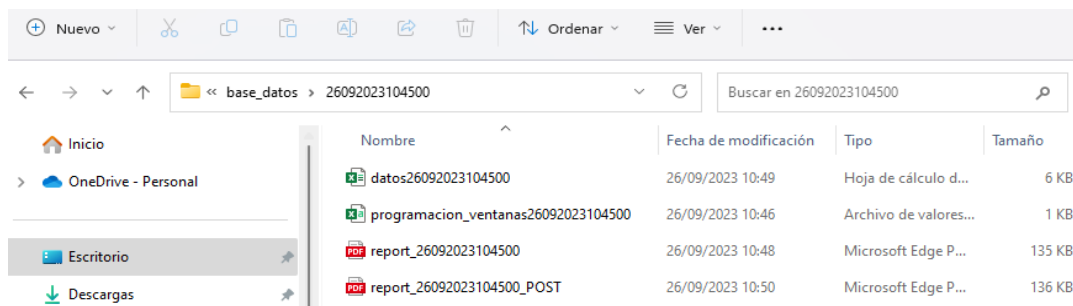 Nuevo Ordenar Ver ...
« base_datos > 26092023104500 Buscar en 26092023104500
Inicio Nombre Fecha de modificación Tipo Tamaño
OneDrive - Personal datos26092023104500 26/09/2023 10:49 Hoja de cálculo d... 6 KB
programacion_ventanas26092023104500 26/09/2023 10:46 Archivo de valores... 1 KB
Escritorio PDF report_26092023104500 26/09/2023 10:48 Microsoft Edge P... 135 KB
Descargas PDF report_26092023104500_POST 26/09/2023 10:50 Microsoft Edge P... 136 KB